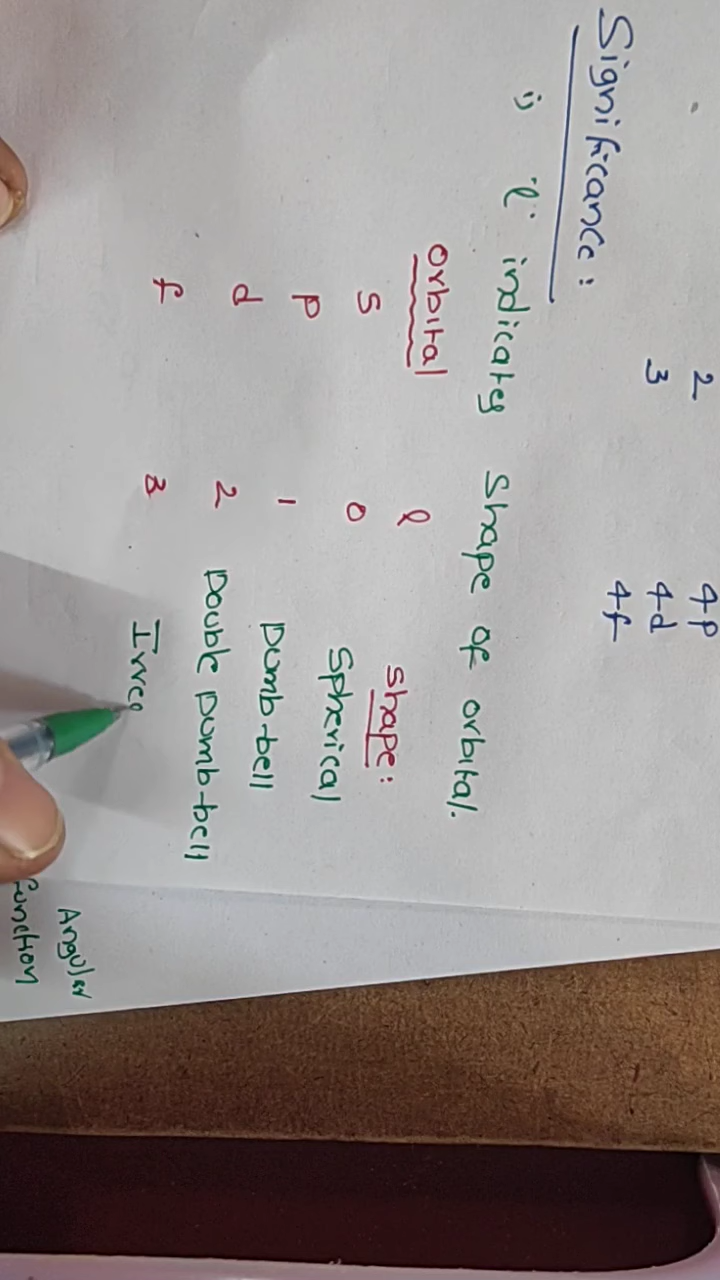 2 4p
3 4d
4f
Significance:
i) 'l' indicates shape of orbital.
orbital l shape:
s 0 Spherical
p 1 Dumb-bell
d 2 Double Dumb-bell
f 3 Irreg
Angular
function